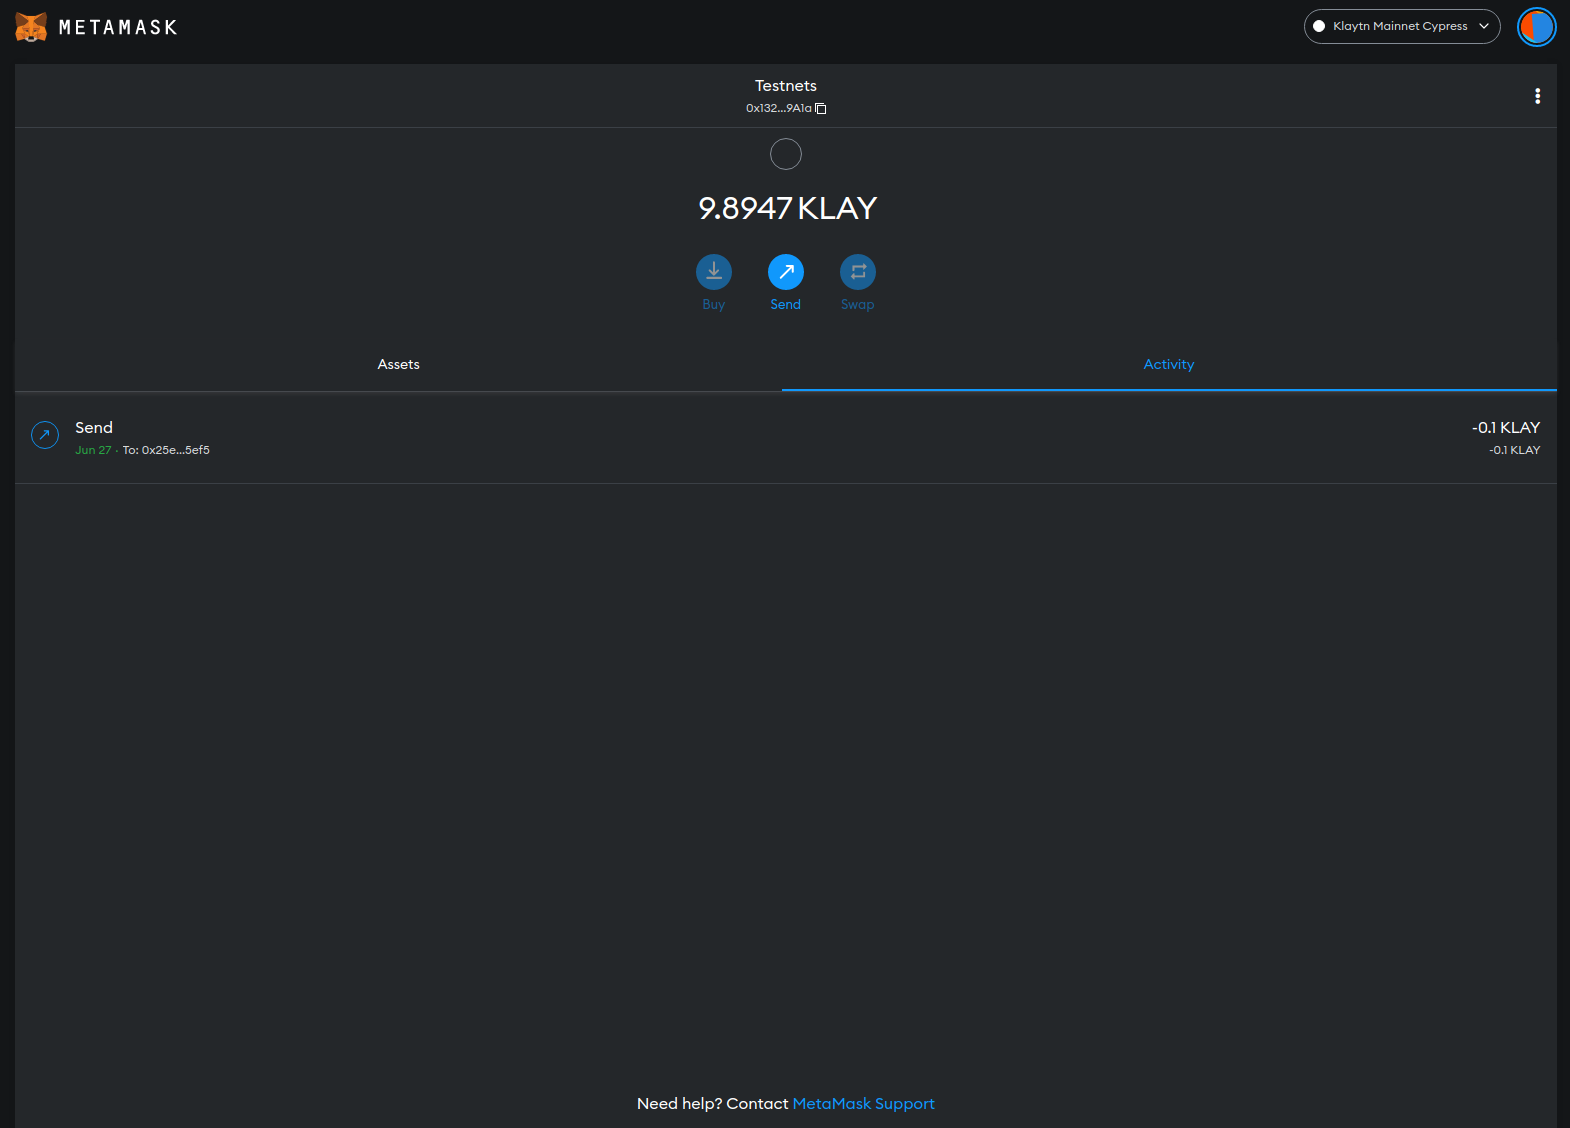 METAMASK
Klaytn Mainnet Cypress
Testnets
0x132...9A1a
9.8947 KLAY
Buy
Send
Swap
Assets
Activity
Send
-0.1 KLAY
Jun 27 · To: 0x25e...5ef5
-0.1 KLAY
Need help? Contact MetaMask Support